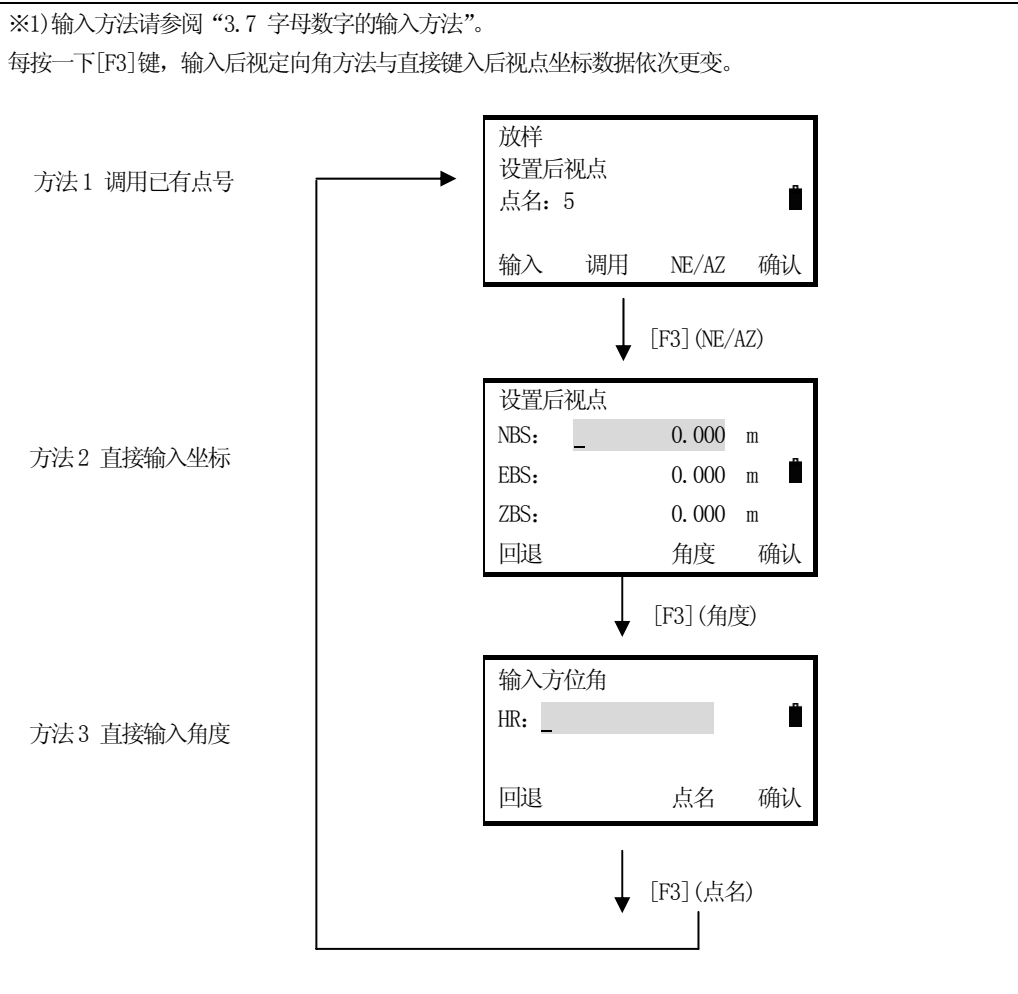 ※1)输入方法请参阅“3.7 字母数字的输入方法”。
每按一下[F3]键，输入后视定向角方法与直接键入后视点坐标数据依次更变。
放样
方法1 调用已有点号
设置后视点
点名：5
输入 调用 NE/AZ 确认
[F3](NE/AZ)
设置后视点
NBS： 0.000 m
方法2 直接输入坐标
EBS： 0.000 m
ZBS： 0.000 m
回退 角度 确认
[F3](角度)
输入方位角
HR：
方法3 直接输入角度
回退 点名 确认
[F3](点名)